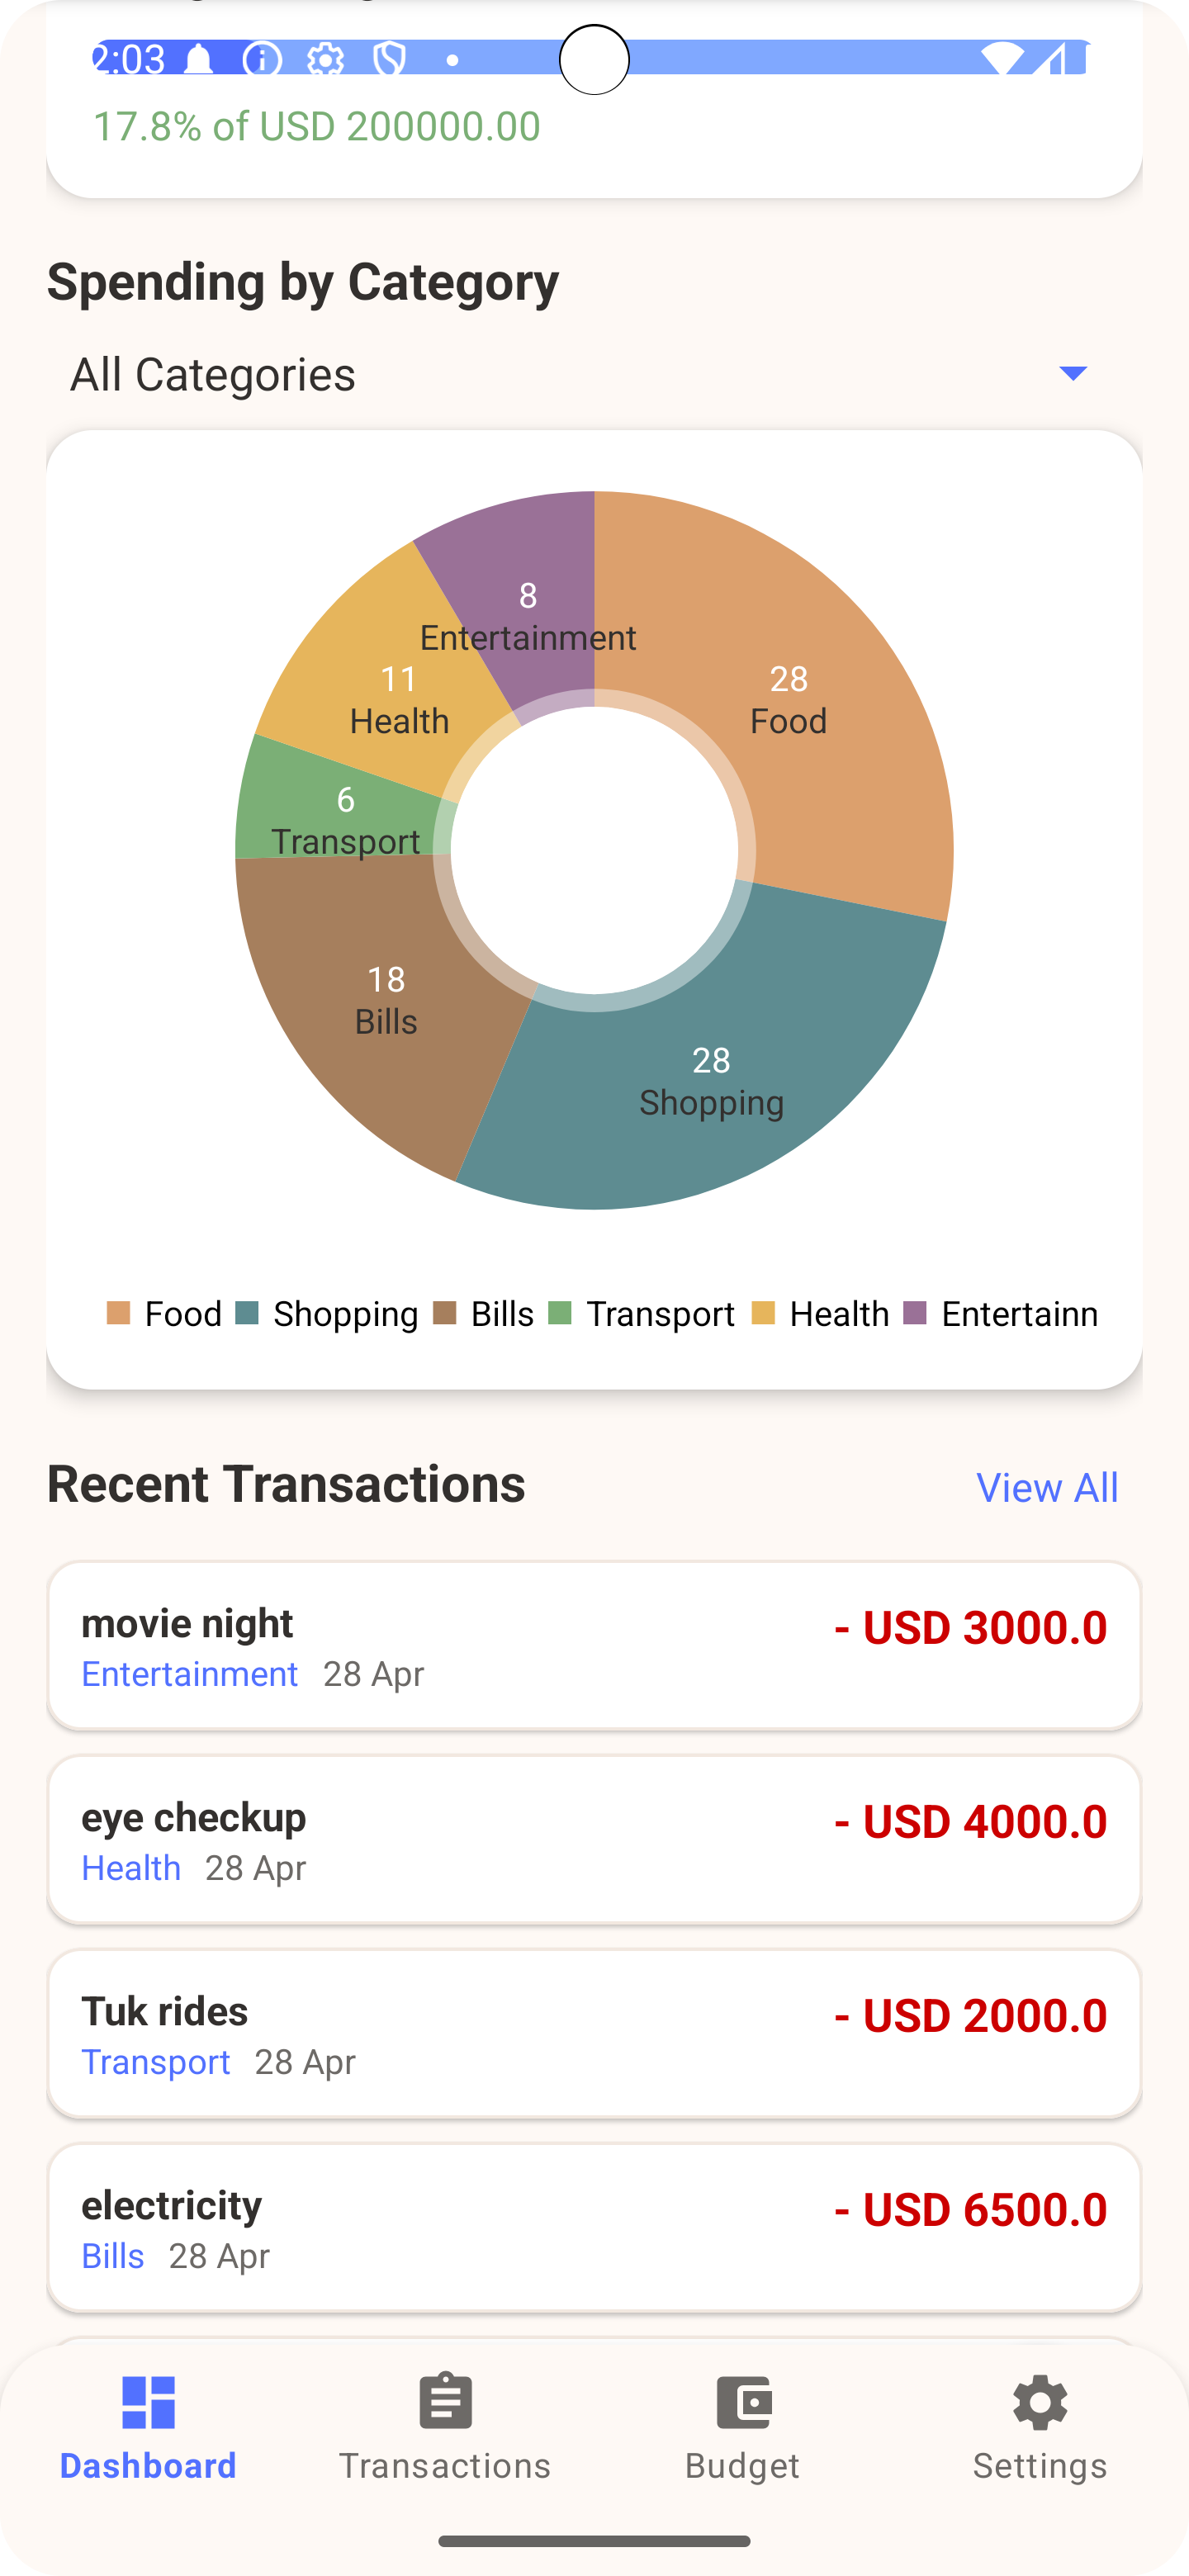 2:03
17.8% of USD 200000.00
Spending by Category
All Categories
8
Entertainment
28
Food
11
Health
6
Transport
18
Bills
28
Shopping
Food Shopping Bills Transport Health Entertainn
Recent Transactions View All
movie night - USD 3000.0
Entertainment 28 Apr
eye checkup - USD 4000.0
Health 28 Apr
Tuk rides - USD 2000.0
Transport 28 Apr
electricity - USD 6500.0
Bills 28 Apr
Dashboard Transactions Budget Settings